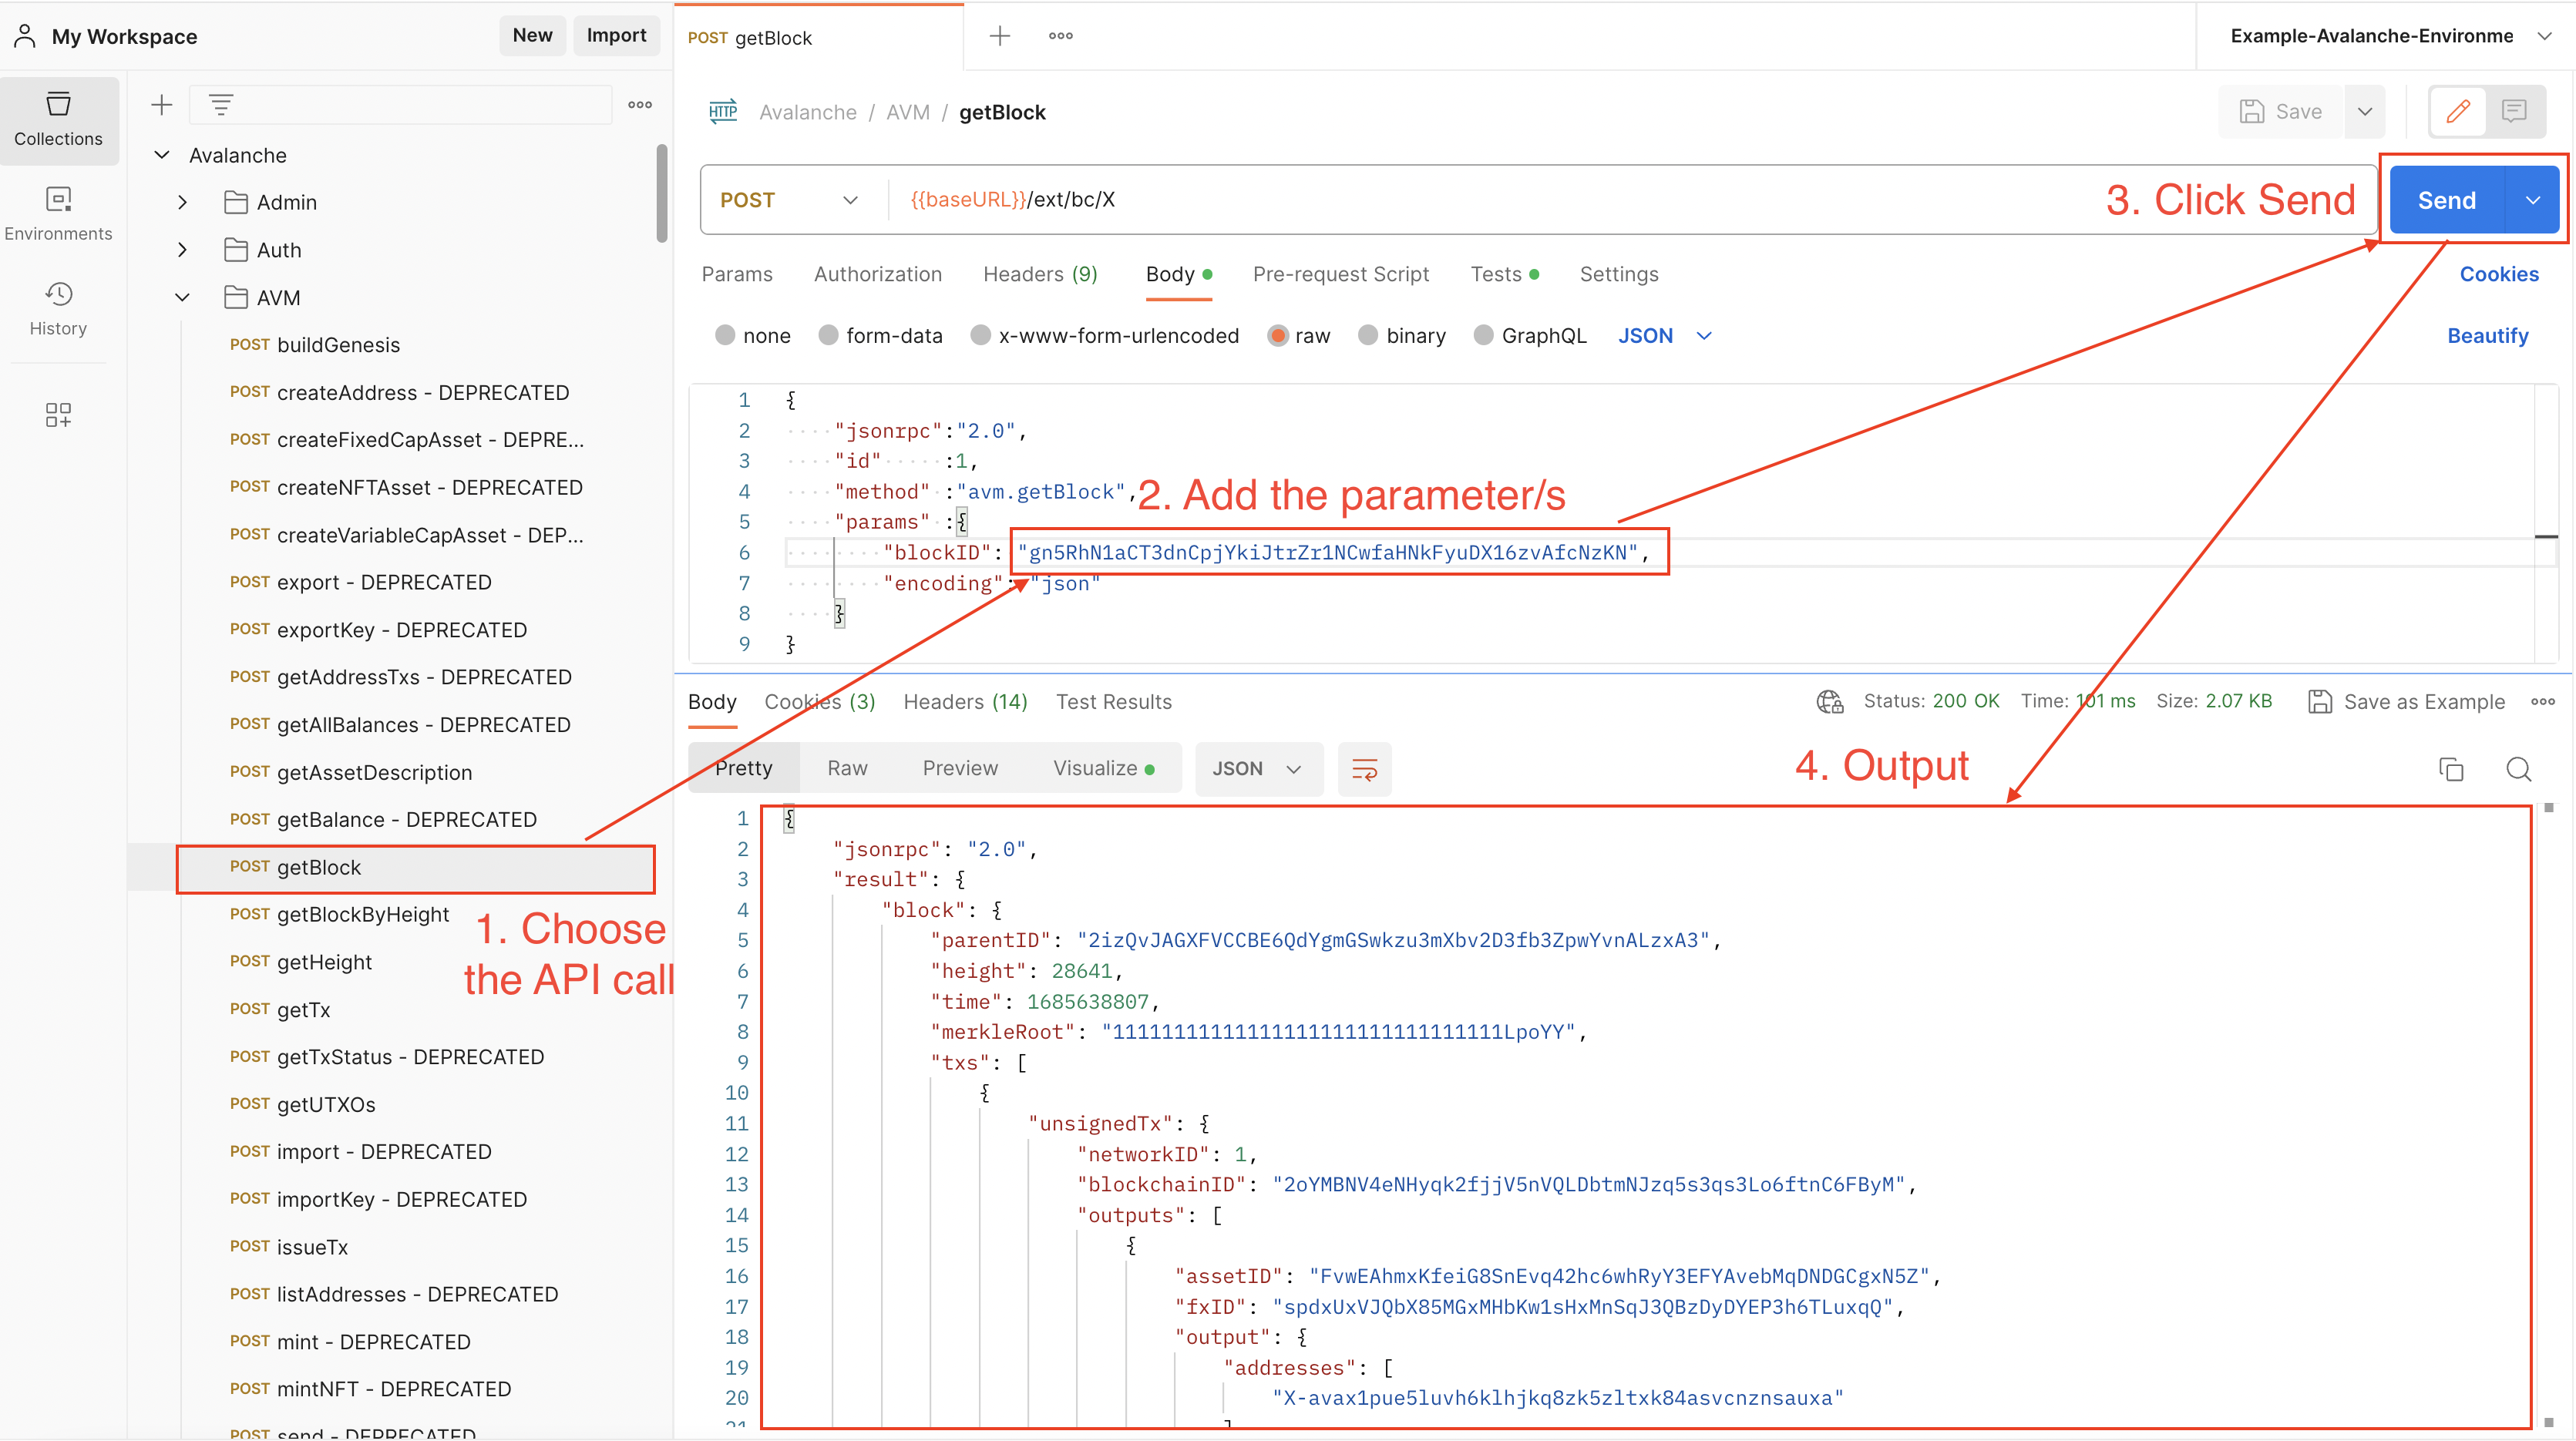 My Workspace
New
Import
POST getBlock
Example-Avalanche-Environme
Collections
Environments
History
Avalanche
Admin
Auth
AVM
POST buildGenesis
POST createAddress - DEPRECATED
POST createFixedCapAsset - DEPRE...
POST createNFTAsset - DEPRECATED
POST createVariableCapAsset - DEP...
POST export - DEPRECATED
POST exportKey - DEPRECATED
POST getAddressTxs - DEPRECATED
POST getAllBalances - DEPRECATED
POST getAssetDescription
POST getBalance - DEPRECATED
POST getBlock
POST getBlockByHeight
1. Choose
the API call
POST getHeight
POST getTx
POST getTxStatus - DEPRECATED
POST getUTXOs
POST import - DEPRECATED
POST importKey - DEPRECATED
POST issueTx
POST listAddresses - DEPRECATED
POST mint - DEPRECATED
POST mintNFT - DEPRECATED
POST send - DEPRECATED
HTTP Avalanche / AVM / getBlock
Save
POST {{baseURL}}/ext/bc/X
3. Click Send
Send
Params Authorization Headers (9) Body Pre-request Script Tests Settings Cookies
none form-data x-www-form-urlencoded raw binary GraphQL JSON Beautify
1 {
2 "jsonrpc":"2.0",
3 "id" :1,
4 "method" :"avm.getBlock",
2. Add the parameter/s
5 "params" :{
6 "blockID": "gn5RhN1aCT3dnCpjYkiJtrZr1NCwfaHNkFyuDX16zvAfcNzKN",
7 "encoding": "json"
8 }
9 }
Body Cookies (3) Headers (14) Test Results Status: 200 OK Time: 101 ms Size: 2.07 KB Save as Example
Pretty Raw Preview Visualize JSON
4. Output
1 {
2 "jsonrpc": "2.0",
3 "result": {
4 "block": {
5 "parentID": "2izQvJAGXFVCCBE6QdYgmGSwkzu3mXbv2D3fb3ZpwYvnALzxA3",
6 "height": 28641,
7 "time": 1685638807,
8 "merkleRoot": "11111111111111111111111111111111LpoYY",
9 "txs": [
10 {
11 "unsignedTx": {
12 "networkID": 1,
13 "blockchainID": "2oYMBNV4eNHyqk2fjjV5nVQLDbtmNJzq5s3qs3Lo6ftnC6FByM",
14 "outputs": [
15 {
16 "assetID": "FvwEAhmxKfeiG8SnEvq42hc6whRyY3EFYAvebMqDNDGCgxN5Z",
17 "fxID": "spdxUxVJQbX85MGxMHbKw1sHxMnSqJ3QBzDyDYEP3h6TLuxqQ",
18 "output": {
19 "addresses": [
20 "X-avax1pue5luvh6klhjkq8zk5zltxk84asvcnznsauxa"
21 ]